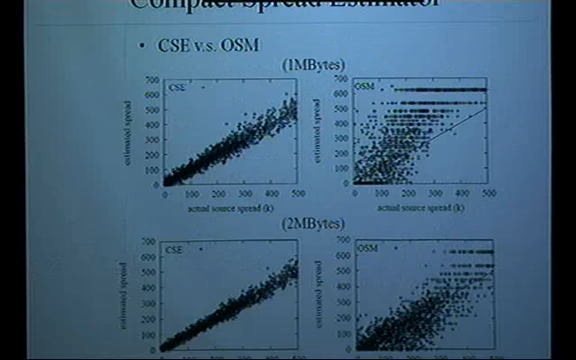 Compact Spread Estimator
• CSE v.s. OSM
(1MBytes)
700
600
500
400
300
200
100
0
estimated spread
CSE
0 100 200 300 400 500
actual source spread (k)
700
600
500
400
300
200
100
0
estimated spread
OSM
0 100 200 300 400 500
actual source spread (k)
(2MBytes)
700
600
500
400
300
200
100
0
estimated spread
CSE
700
600
500
400
300
200
100
0
estimated spread
OSM